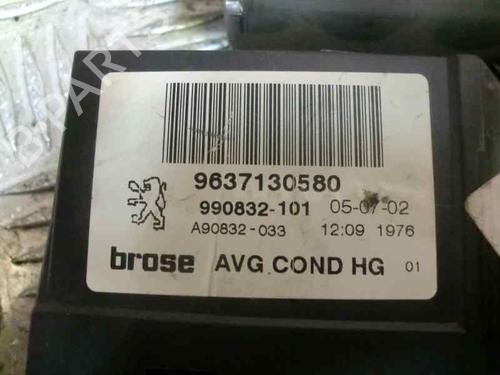 9637130580
990832-101 05-07-02
A90832-033 12:09 1976
brose AVG COND HG 01